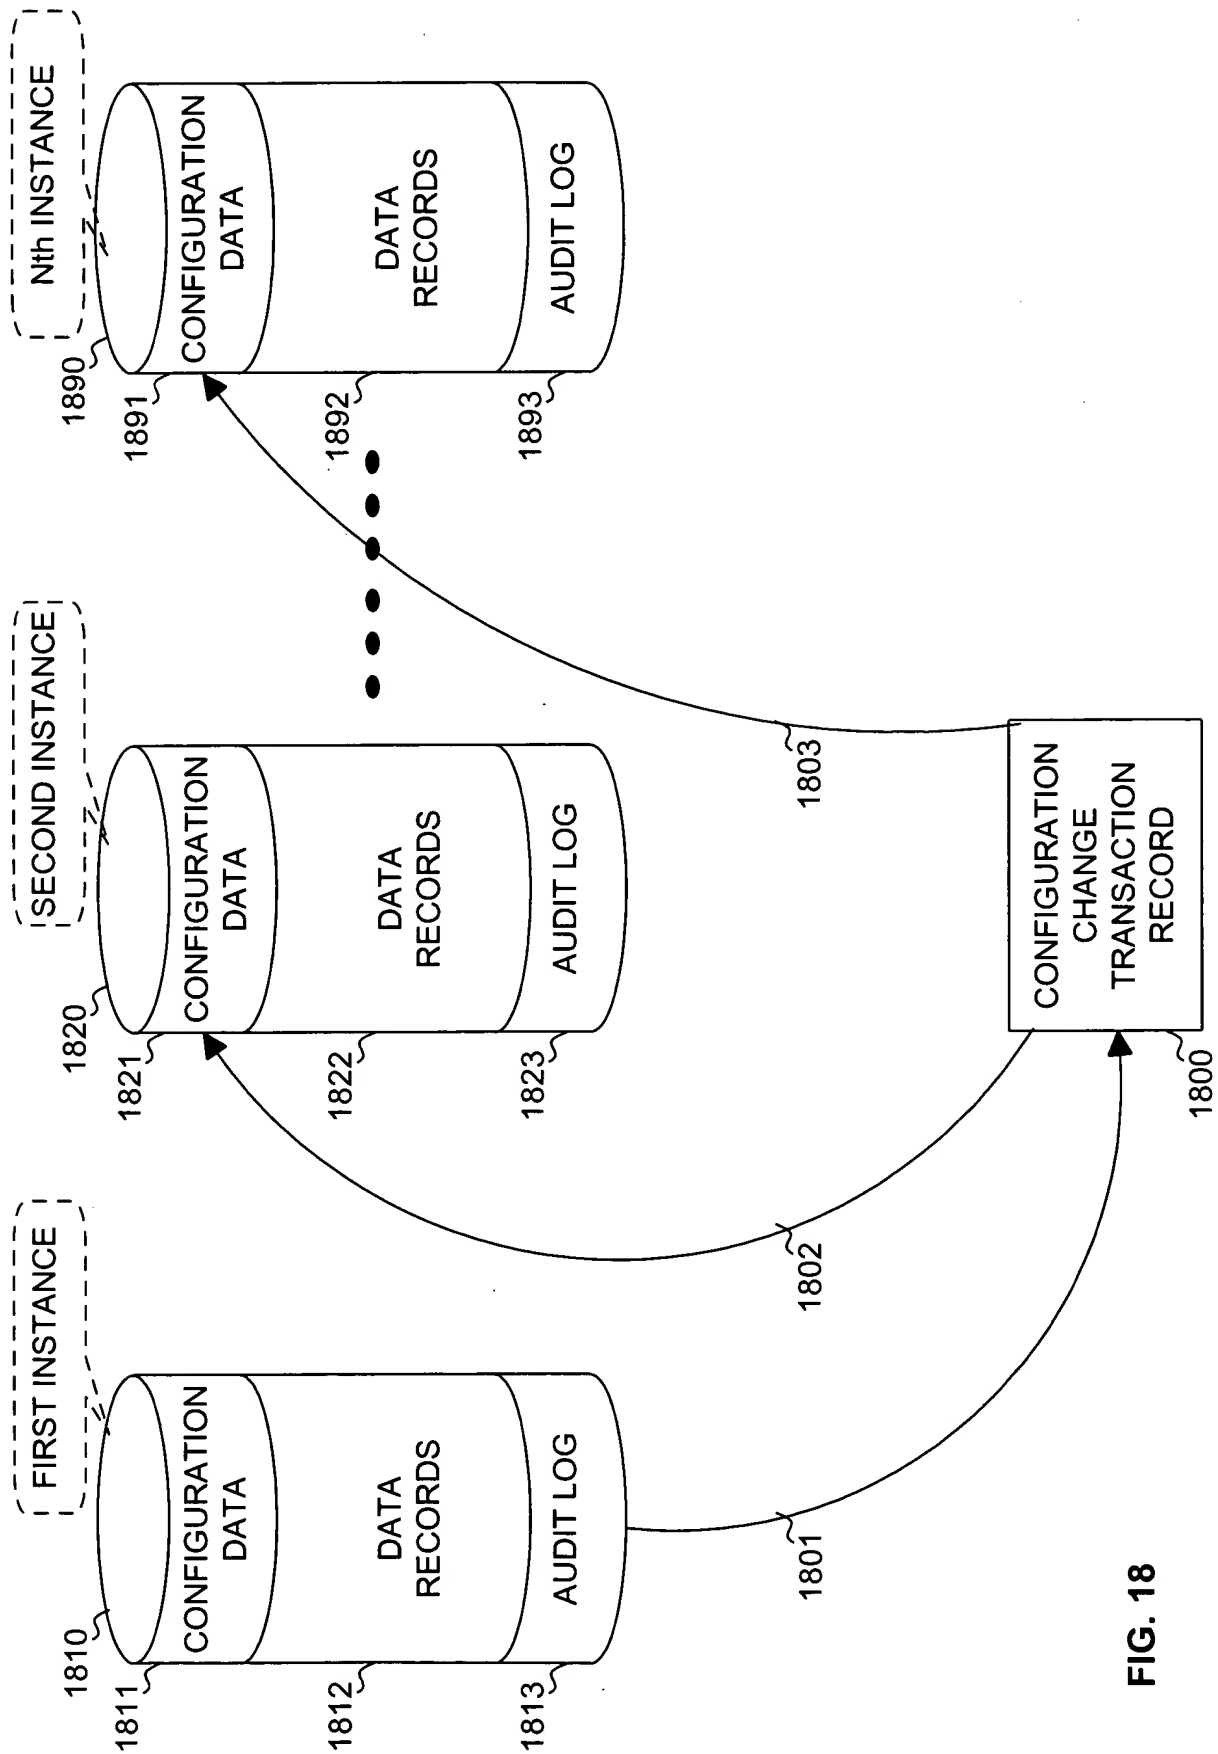 FIRST INSTANCE
1810
1811
CONFIGURATION
DATA
1812
DATA
RECORDS
1813
AUDIT LOG
SECOND INSTANCE
1820
1821
CONFIGURATION
DATA
1822
DATA
RECORDS
1823
AUDIT LOG
Nth INSTANCE
1890
1891
CONFIGURATION
DATA
1892
DATA
RECORDS
1893
AUDIT LOG
1801
1802
1803
CONFIGURATION
CHANGE
TRANSACTION
RECORD
1800
FIG. 18